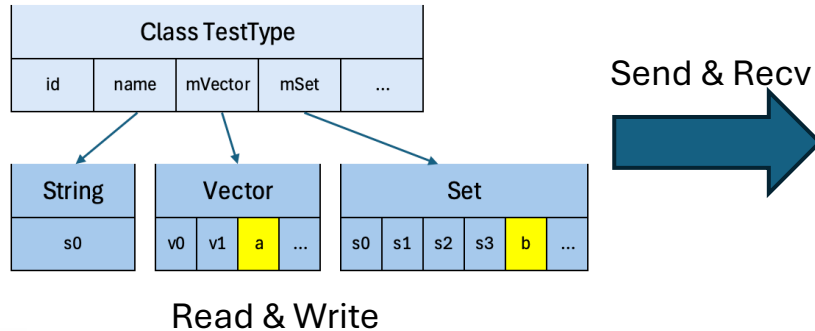 Class TestType
id name mVector mSet ...
Send & Recv
String Vector Set
s0 v0 v1 a ... s0 s1 s2 s3 b ...
Read & Write